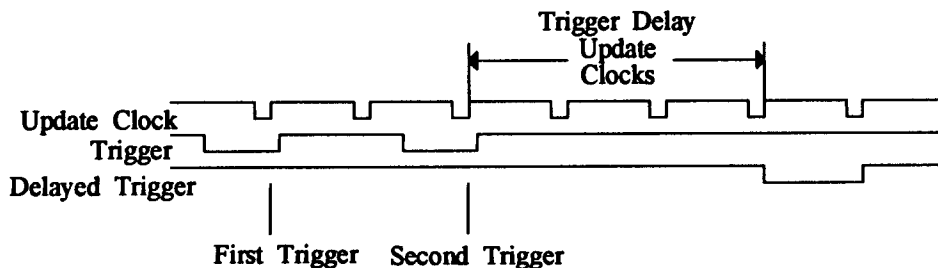 Trigger Delay
Update
Clocks
Update Clock
Trigger
Delayed Trigger
First Trigger
Second Trigger